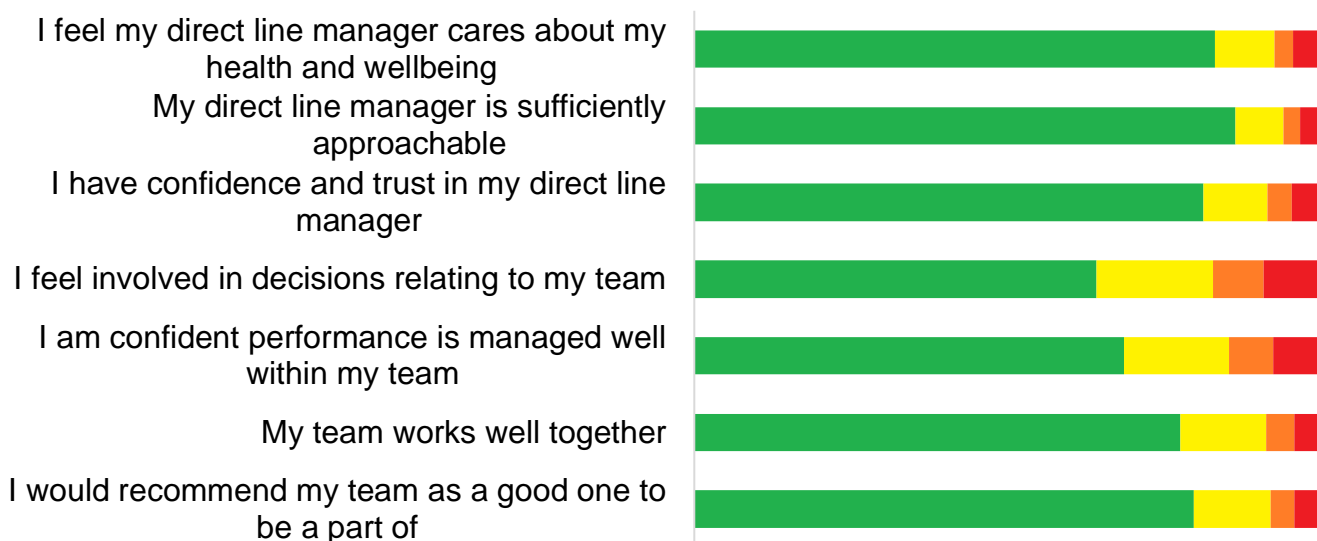 I feel my direct line manager cares about my
health and wellbeing
My direct line manager is sufficiently
approachable
I have confidence and trust in my direct line
manager
I feel involved in decisions relating to my team
I am confident performance is managed well
within my team
My team works well together
I would recommend my team as a good one to
be a part of